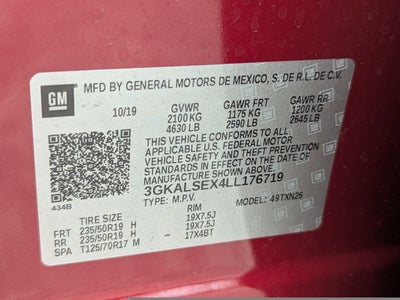 GM
MFD BY GENERAL MOTORS DE MEXICO, S. DE R.L. DE C.V.
10/19 GVWR GAWR FRT GAWR RR
2100 KG 1175 KG 1200 KG
4630 LB 2590 LB 2645 LB
THIS VEHICLE CONFORMS TO ALL
APPLICABLE U.S. FEDERAL MOTOR
VEHICLE SAFETY, BUMPER, AND
THEFT PREVENTION STANDARDS IN
EFFECT ON THE DATE OF
MANUFACTURE SHOWN ABOVE.
3GKALSEX4LL176719
434B TYPE: M.P.V. MODEL: 49TXN26
TIRE SIZE RIM
FRT 235/50R19 H 19X7.5J
RR 235/50R19 H 19X7.5J
SPA T125/70R17 M 17X4BT